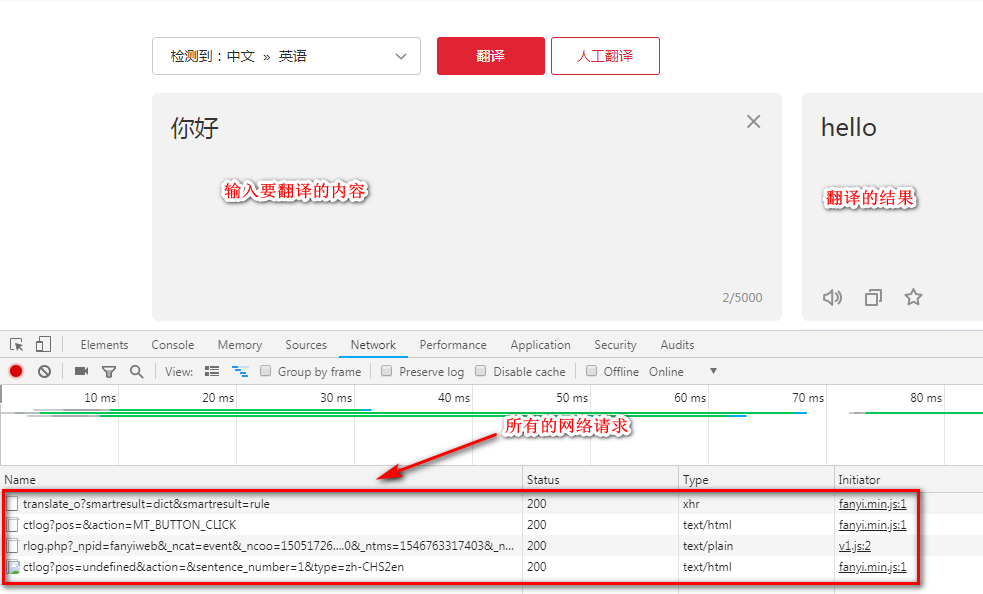 检测到：中文 » 英语 翻译 人工翻译
你好 hello
输入要翻译的内容 翻译的结果
2/5000
Elements Console Memory Sources Network Performance Application Security Audits
View: Group by frame Preserve log Disable cache Offline Online
10 ms 20 ms 30 ms 40 ms 50 ms 60 ms 70 ms 80 ms
所有的网络请求
Name Status Type Initiator
translate_o?smartresult=dict&smartresult=rule 200 xhr fanyi.min.js:1
ctlog?pos=&action=MT_BUTTON_CLICK 200 text/html fanyi.min.js:1
rlog.php?_npid=fanyiweb&_ncat=event&_ncoo=15051726....0&_ntms=1546763317403&_n... 200 text/plain v1.js:2
ctlog?pos=undefined&action=&sentence_number=1&type=zh-CHS2en 200 text/html fanyi.min.js:1